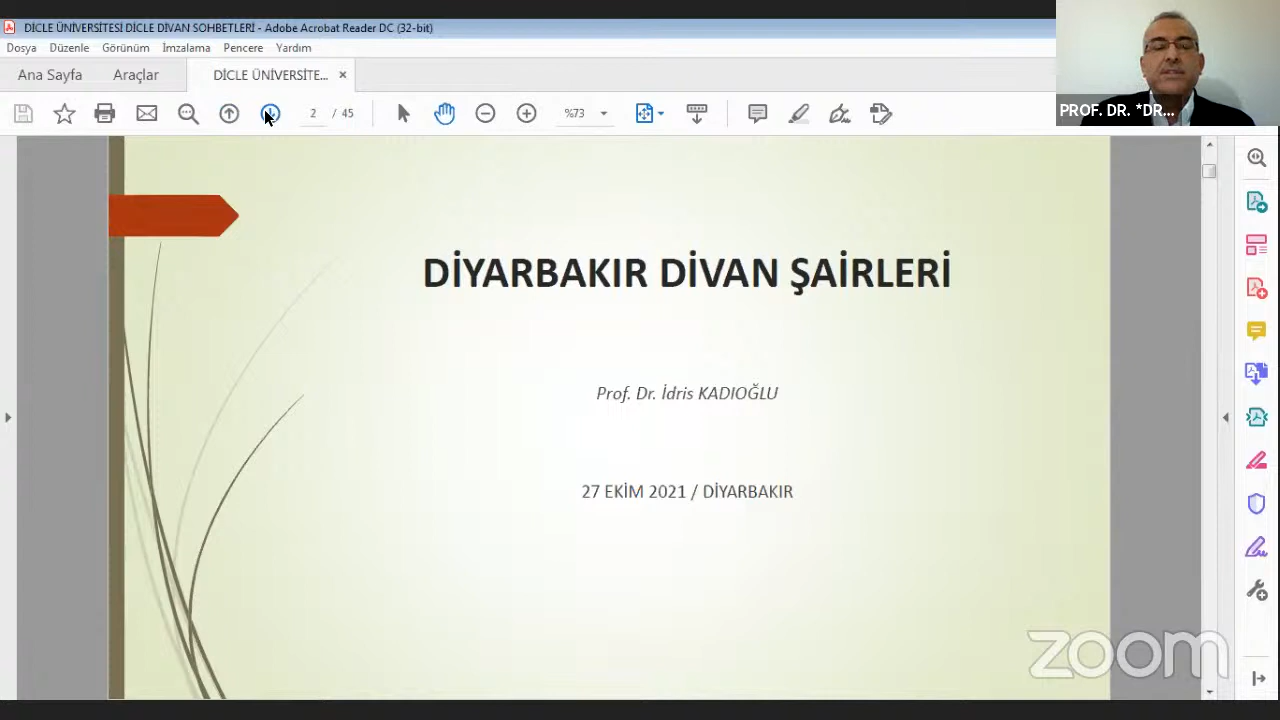 DİCLE ÜNİVERSİTESİ DİCLE DİVAN SOHBETLERİ - Adobe Acrobat Reader DC (32-bit)
Dosya Düzenle Görünüm İmzalama Pencere Yardım
Ana Sayfa Araçlar DİCLE ÜNİVERSİTE... ×
2 / 45 %73
PROF. DR. *DR...
DİYARBAKIR DİVAN ŞAİRLERİ
Prof. Dr. İdris KADIOĞLU
27 EKİM 2021 / DİYARBAKIR
zoom